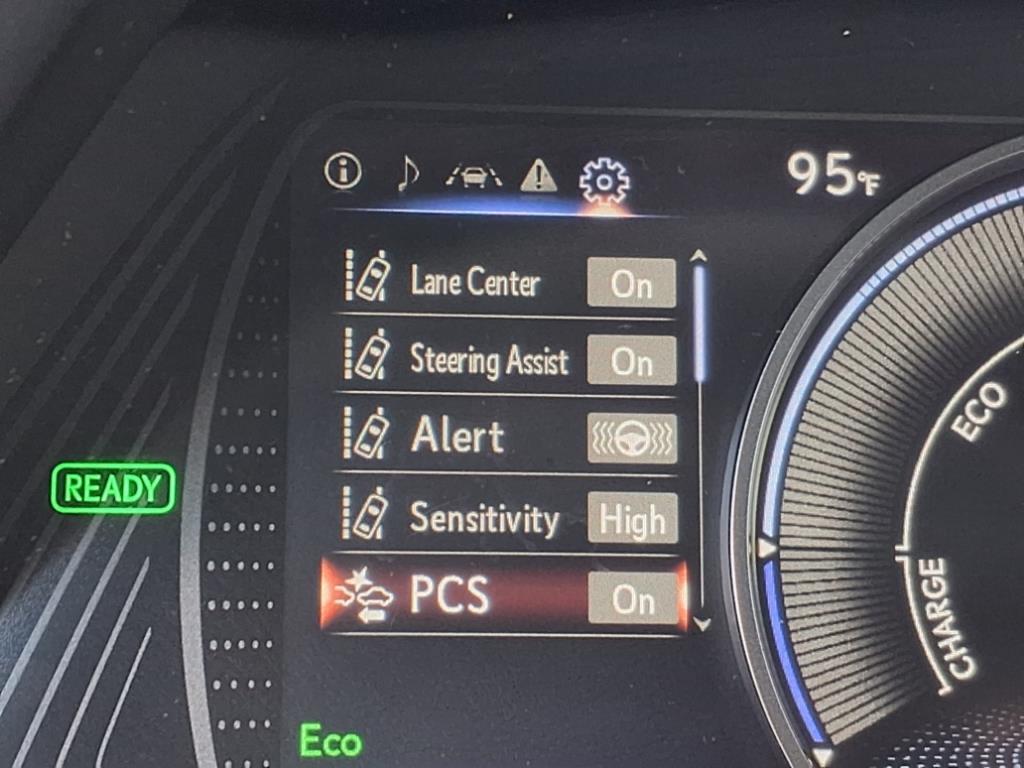 95°F
Lane Center On
Steering Assist On
Alert
Sensitivity High
READY
PCS On
ECO
CHARGE
Eco